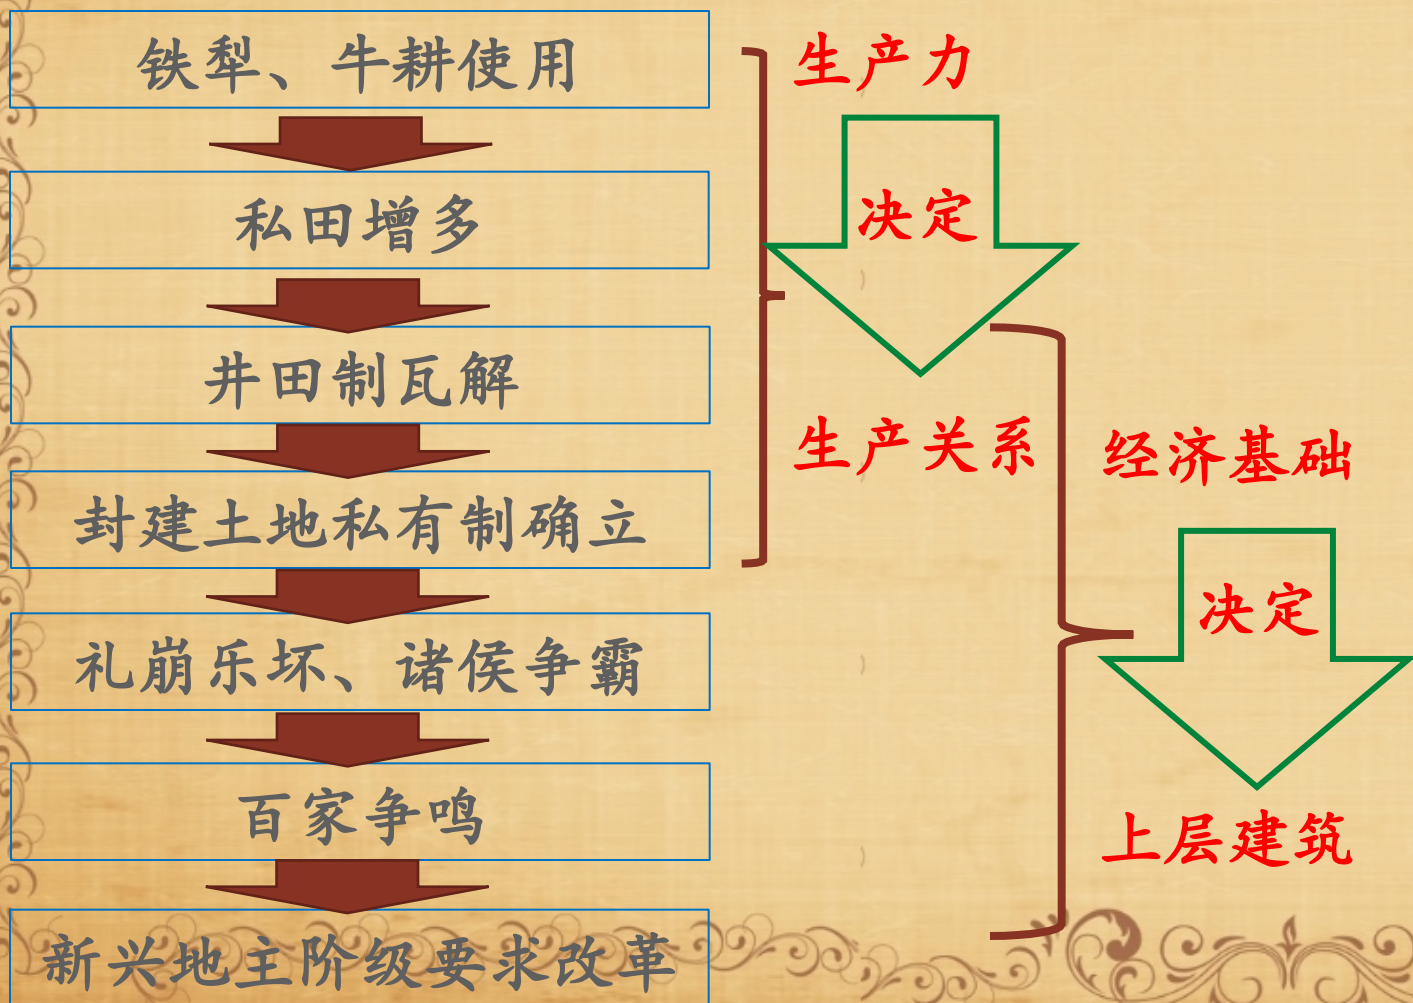 铁犁、牛耕使用
私田增多
井田制瓦解
封建土地私有制确立
礼崩乐坏、诸侯争霸
百家争鸣
新兴地主阶级要求改革
生产力
决定
生产关系
经济基础
决定
上层建筑